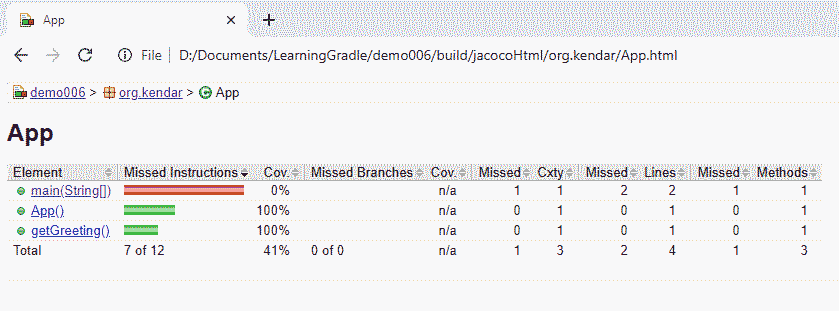 App
File D:/Documents/LearningGradle/demo006/build/jacocoHtml/org.kendar/App.html
demo006 > org.kendar > App
App
Element Missed Instructions Cov. Missed Branches Cov. Missed Cxty Missed Lines Missed Methods
main(String[]) 0% n/a 1 1 2 2 1 1
App() 100% n/a 0 1 0 1 0 1
getGreeting() 100% n/a 0 1 0 1 0 1
Total 7 of 12 41% 0 of 0 n/a 1 3 2 4 1 3